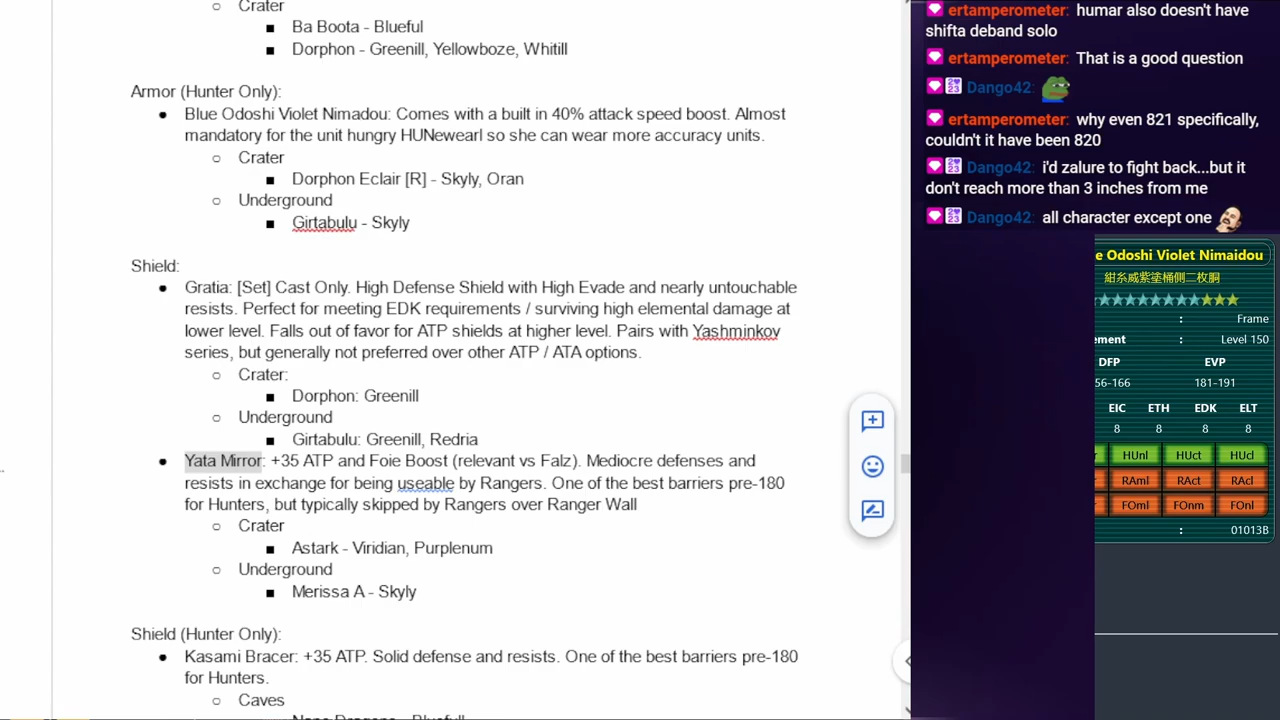 Crater
Ba Boota - Blueful
Dorphon - Greenill, Yellowboze, Whitill
Armor (Hunter Only):
Blue Odoshi Violet Nimadou: Comes with a built in 40% attack speed boost. Almost
mandatory for the unit hungry HUNewearl so she can wear more accuracy units.
Crater
Dorphon Eclair [R] - Skyly, Oran
Underground
Girtabulu - Skyly
Shield:
Gratia: [Set] Cast Only. High Defense Shield with High Evade and nearly untouchable
resists. Perfect for meeting EDK requirements / surviving high elemental damage at
lower level. Falls out of favor for ATP shields at higher level. Pairs with Yashminkov
series, but generally not preferred over other ATP / ATA options.
Crater:
Dorphon: Greenill
Underground
Girtabulu: Greenill, Redria
Yata Mirror: +35 ATP and Foie Boost (relevant vs Falz). Mediocre defenses and
resists in exchange for being useable by Rangers. One of the best barriers pre-180
for Hunters, but typically skipped by Rangers over Ranger Wall
Crater
Astark - Viridian, Purplenum
Underground
Merissa A - Skyly
Shield (Hunter Only):
Kasami Bracer: +35 ATP. Solid defense and resists. One of the best barriers pre-180
for Hunters.
Caves
ertamperometer: humar also doesn't have
shifta deband solo
ertamperometer: That is a good question
Dango42:
ertamperometer: why even 821 specifically,
couldn't it have been 820
Dango42: i'd zalure to fight back...but it
don't reach more than 3 inches from me
Dango42: all character except one
e Odoshi Violet Nimaidou
紺糸威紫塗桶側二枚胴
: Frame
ement : Level 150
DFP EVP
56-166 181-191
EIC ETH EDK ELT
8 8 8 8
r HUnl HUct HUcl
RAml RAct RAcl
r FOml FOnm FOnl
: 01013B